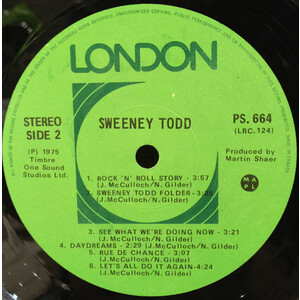 LONDON
STEREO
SIDE 2
SWEENEY TODD
PS. 664
(LRC.124)
(P) 1975
Timbre
One Sound
Studios Ltd.
Produced by
Martin Shaer
MAPL
1. ROCK 'N' ROLL STORY - 3:57
(J.McCulloch/N. Gilder)
2. SWEENEY TODD FOLDER
(J.McCulloch/N. Gilder)
3. SEE WHAT WE'RE DOING NOW - 3:21
(J.McCulloch/N. Gilder)
4. DAYDREAMS - 2:29 (J.McCulloch/N. Gilder)
5. RUE DE CHANCE - 3:07
(J.McCulloch/N. Gilder)
6. LET'S ALL DO IT AGAIN-4:24
(J.McCulloch/N. Gilder)